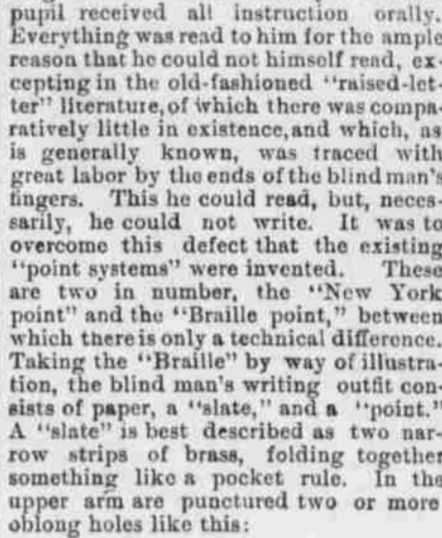 pupil received all instruction orally.
Everything was read to him for the ample
reason that he could not himself read, ex-
cepting in the old-fashioned "raised-let-
ter" literature, of which there was compa-
ratively little in existence, and which, as
is generally known, was traced with
great labor by the ends of the blind man's
fingers. This he could read, but, neces-
sarily, he could not write. It was to
overcome this defect that the existing
"point systems" were invented. These
are two in number, the "New York
point" and the "Braille point," between
which there is only a technical difference.
Taking the "Braille" by way of illustra-
tion, the blind man's writing outfit con-
sists of paper, a "slate," and a "point."
A "slate" is best described as two nar-
row strips of brass, folding together
something like a pocket rule. In the
upper arm are punctured two or more
oblong holes like this: